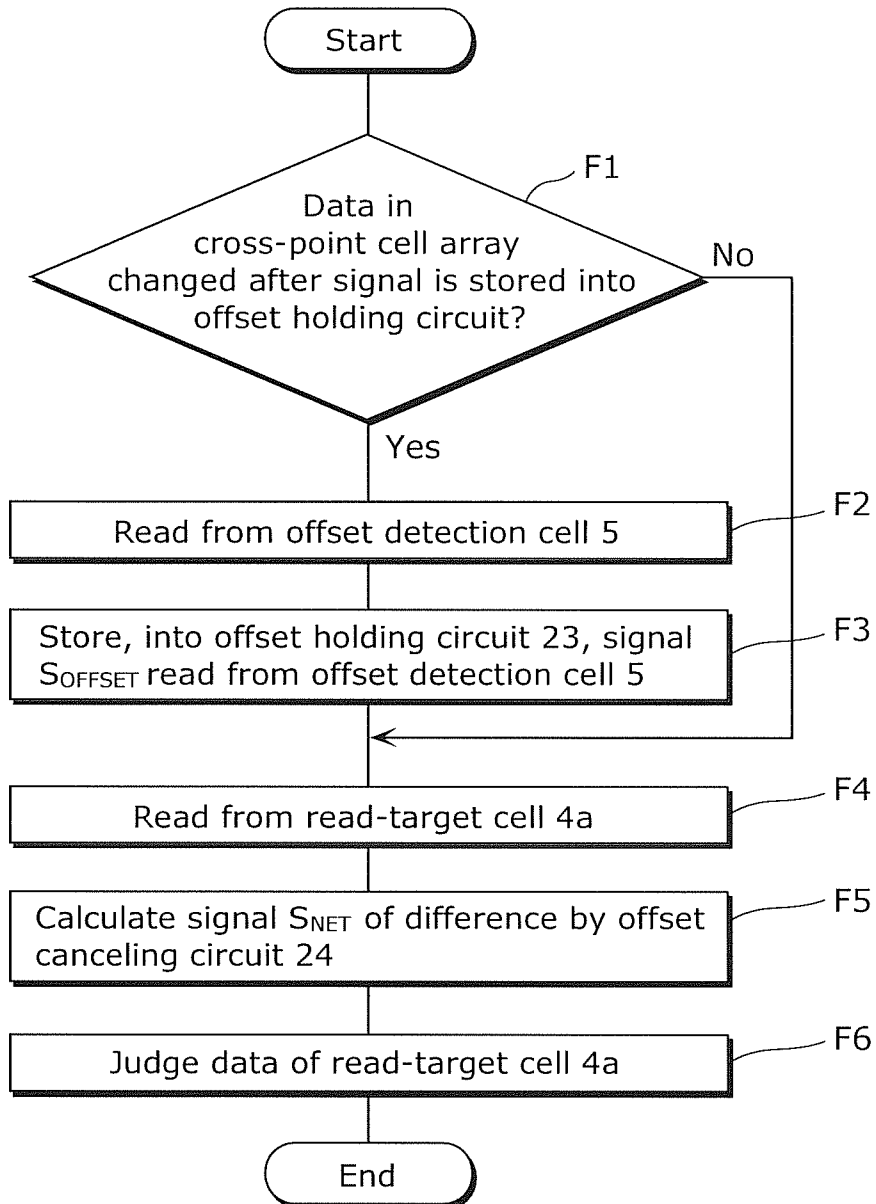 Start
F1
Data in
cross-point cell array
changed after signal is stored into
offset holding circuit?
No
Yes
F2
Read from offset detection cell 5
F3
Store, into offset holding circuit 23, signal
SOFFSET read from offset detection cell 5
F4
Read from read-target cell 4a
F5
Calculate signal SNET of difference by offset
canceling circuit 24
F6
Judge data of read-target cell 4a
End